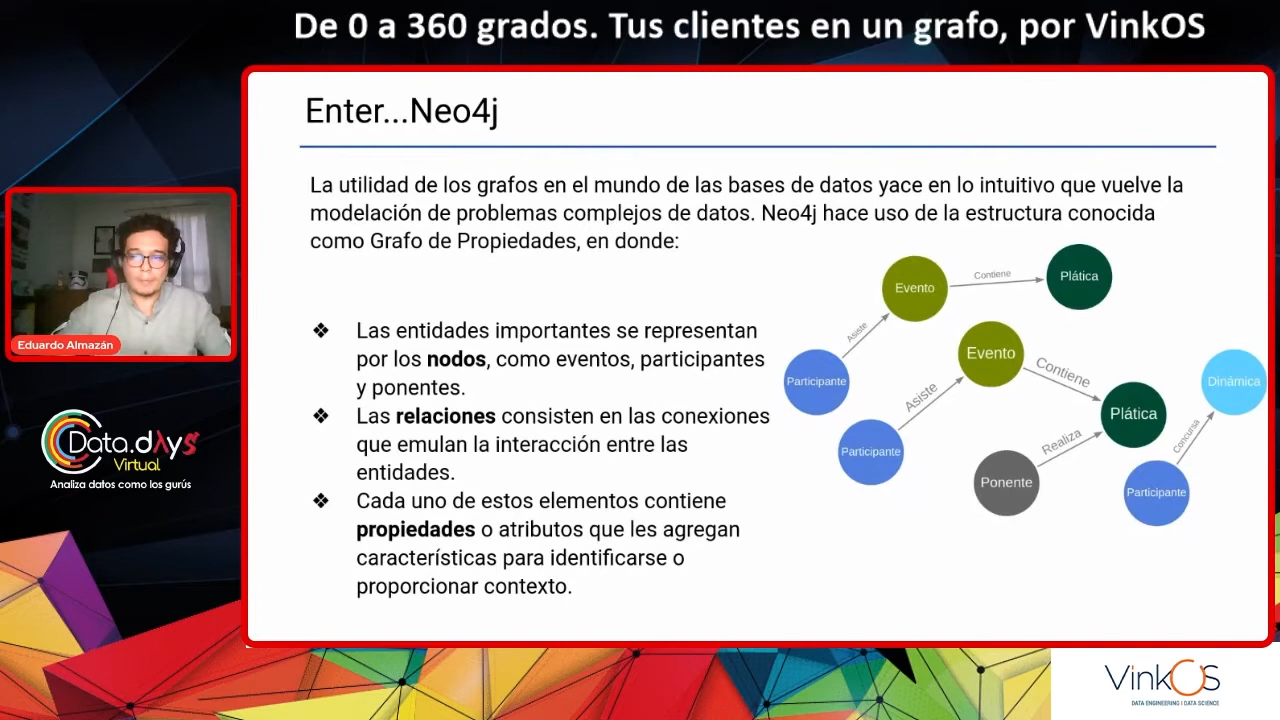 De 0 a 360 grados. Tus clientes en un grafo, por VinkOS
Enter...Neo4j
La utilidad de los grafos en el mundo de las bases de datos yace en lo intuitivo que vuelve la
modelación de problemas complejos de datos. Neo4j hace uso de la estructura conocida
como Grafo de Propiedades, en donde:
❖ Las entidades importantes se representan
por los nodos, como eventos, participantes
y ponentes.
❖ Las relaciones consisten en las conexiones
que emulan la interacción entre las
entidades.
❖ Cada uno de estos elementos contiene
propiedades o atributos que les agregan
características para identificarse o
proporcionar contexto.
Evento
Contiene
Plática
Asiste
Participante
Evento
Contiene
Plática
Asiste
Participante
Realiza
Ponente
Dinámica
Concursa
Participante
Eduardo Almazán
Data.dAys
Virtual
Analiza datos como los gurús
VinkOS
DATA ENGINEERING | DATA SCIENCE